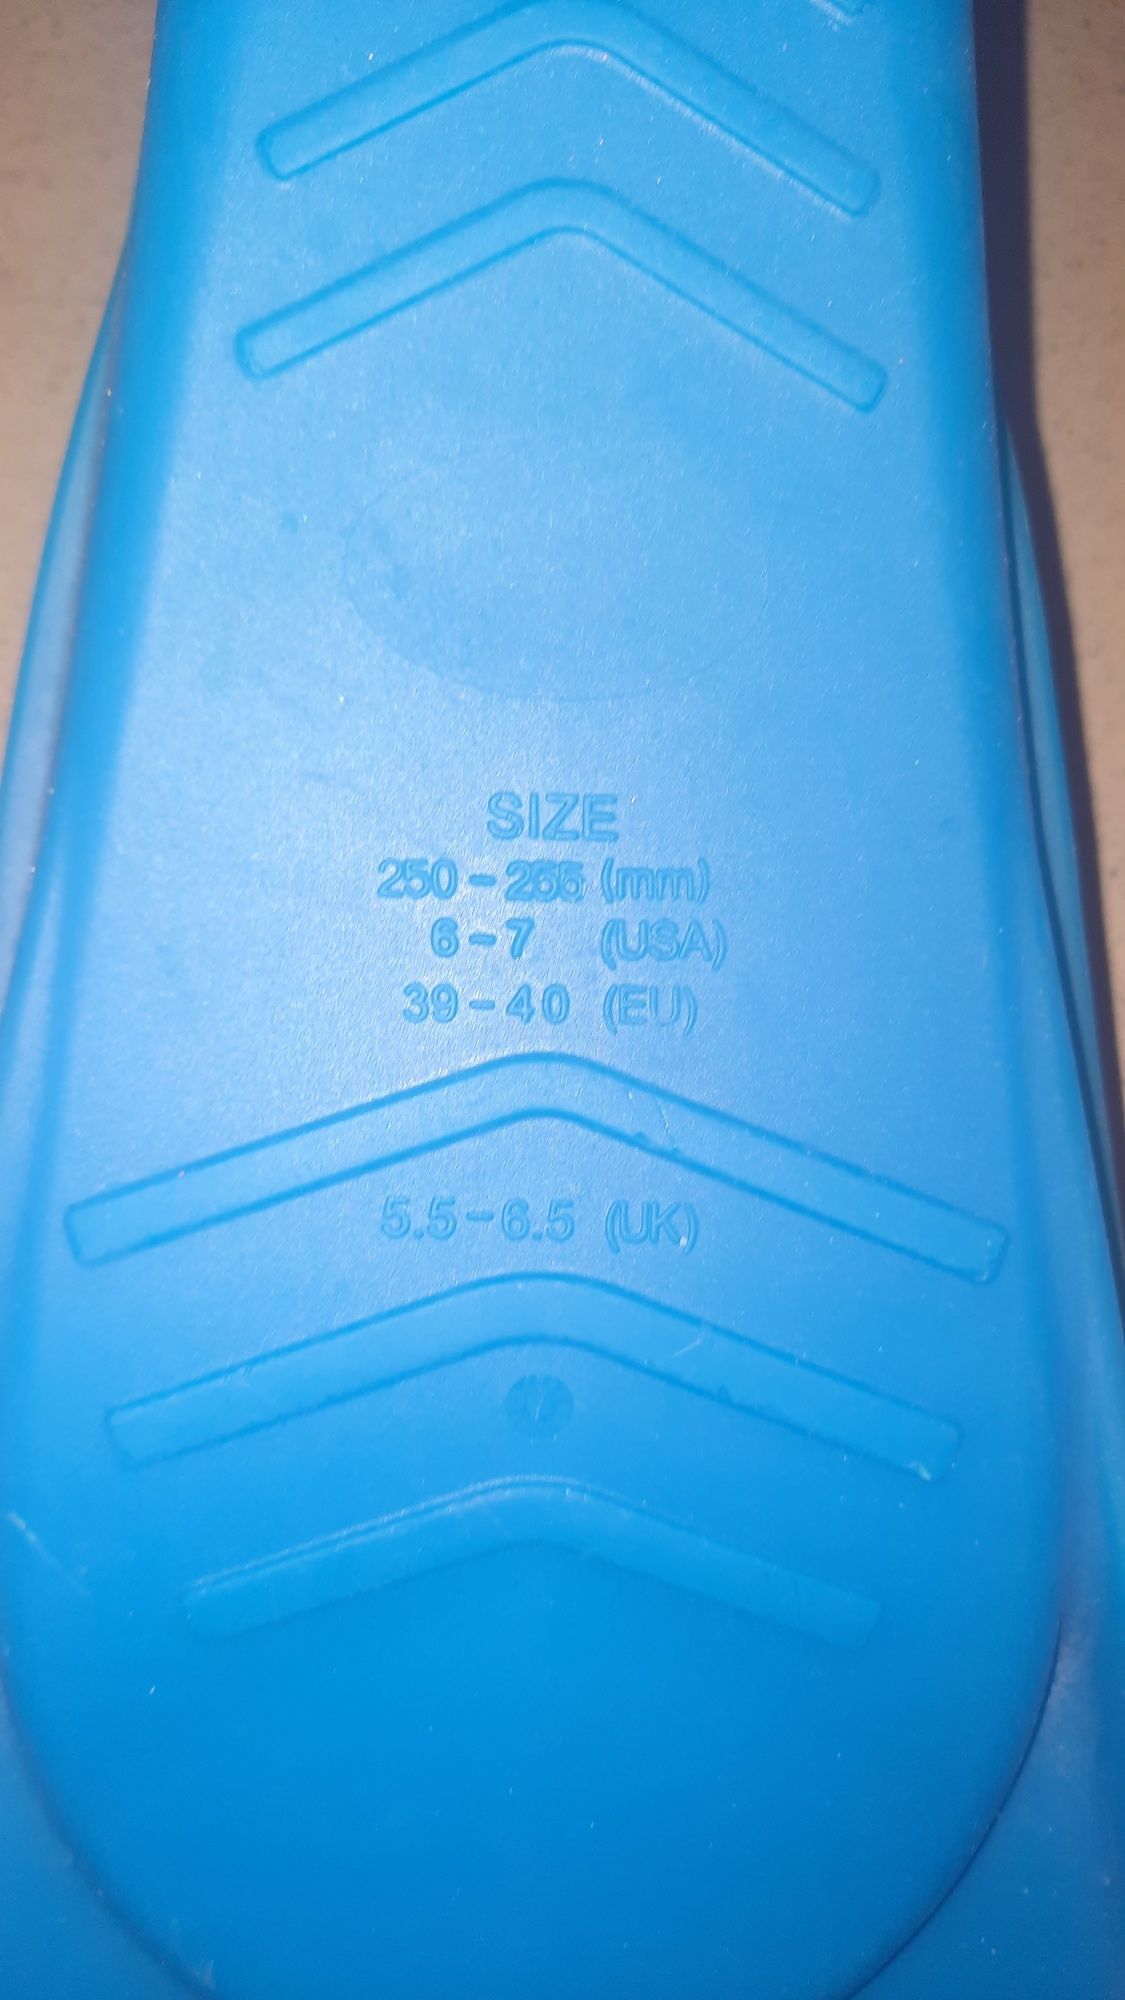 SIZE
250-255 (mm)
6-7 (USA)
39-40 (EU)
5.5-6.5 (UK)